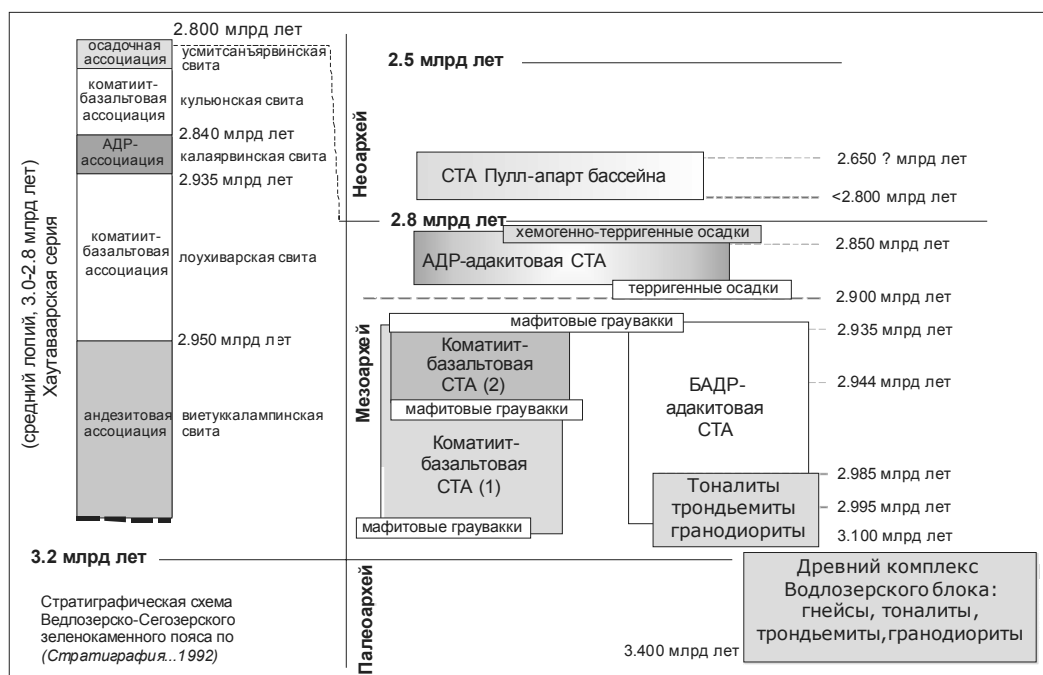 2.800 млрд лет
осадочная
ассоциация
усмитсанъярвинская
свита
коматиит-
базальтовая
ассоциация
кульюнская свита
2.840 млрд лет
АДР-
ассоциация
калаярвинская свита
2.935 млрд лет
коматиит-
базальтовая
ассоциация
лоухиварская свита
2.950 млрд лет
андезитовая
ассоциация
виетуккалампинская
свита
(средний лопий, 3.0-2.8 млрд лет)
Хаутаваарская серия
3.2 млрд лет
Стратиграфическая схема
Ведлозерско-Сегозерского
зеленокаменного пояса по
(Стратиграфия...1992)
Неоархей
2.5 млрд лет
СТА Пулл-апарт бассейна
2.650 ? млрд лет
<2.800 млрд лет
2.8 млрд лет
хемогенно-терригенные осадки
АДР-адакитовая СТА
2.850 млрд лет
терригенные осадки
2.900 млрд лет
Мезоархей
мафитовые граувакки
2.935 млрд лет
Коматиит-
базальтовая
СТА (2)
мафитовые граувакки
Коматиит-
базальтовая
СТА (1)
мафитовые граувакки
БАДР-
адакитовая
СТА
2.944 млрд лет
2.985 млрд лет
Тоналиты
трондьемиты
гранодиориты
2.995 млрд лет
3.100 млрд лет
Палеоархей
Древний комплекс
Водлозерского блока:
гнейсы, тоналиты,
трондьемиты,гранодиориты
3.400 млрд лет